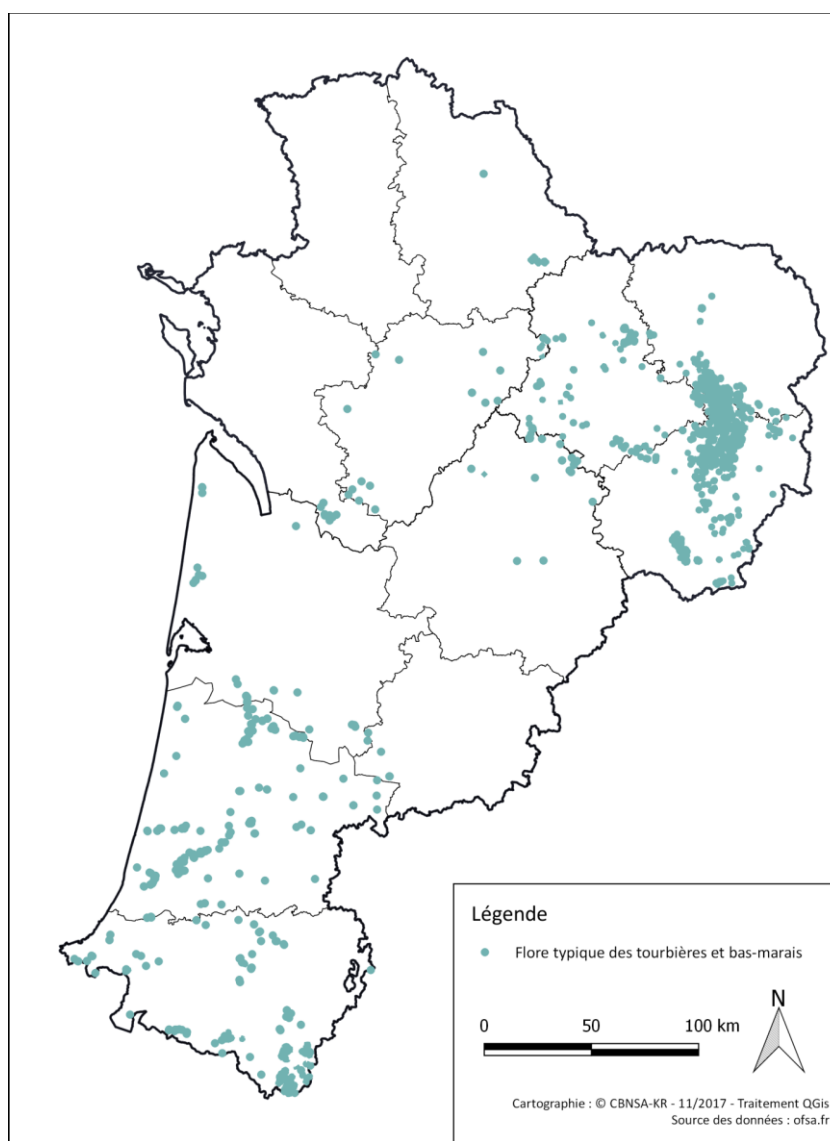 Légende
Flore typique des tourbières et bas-marais
N
0 50 100 km
Cartographie : © CBNSA-KR - 11/2017 - Traitement QGis
Source des données : ofsa.fr